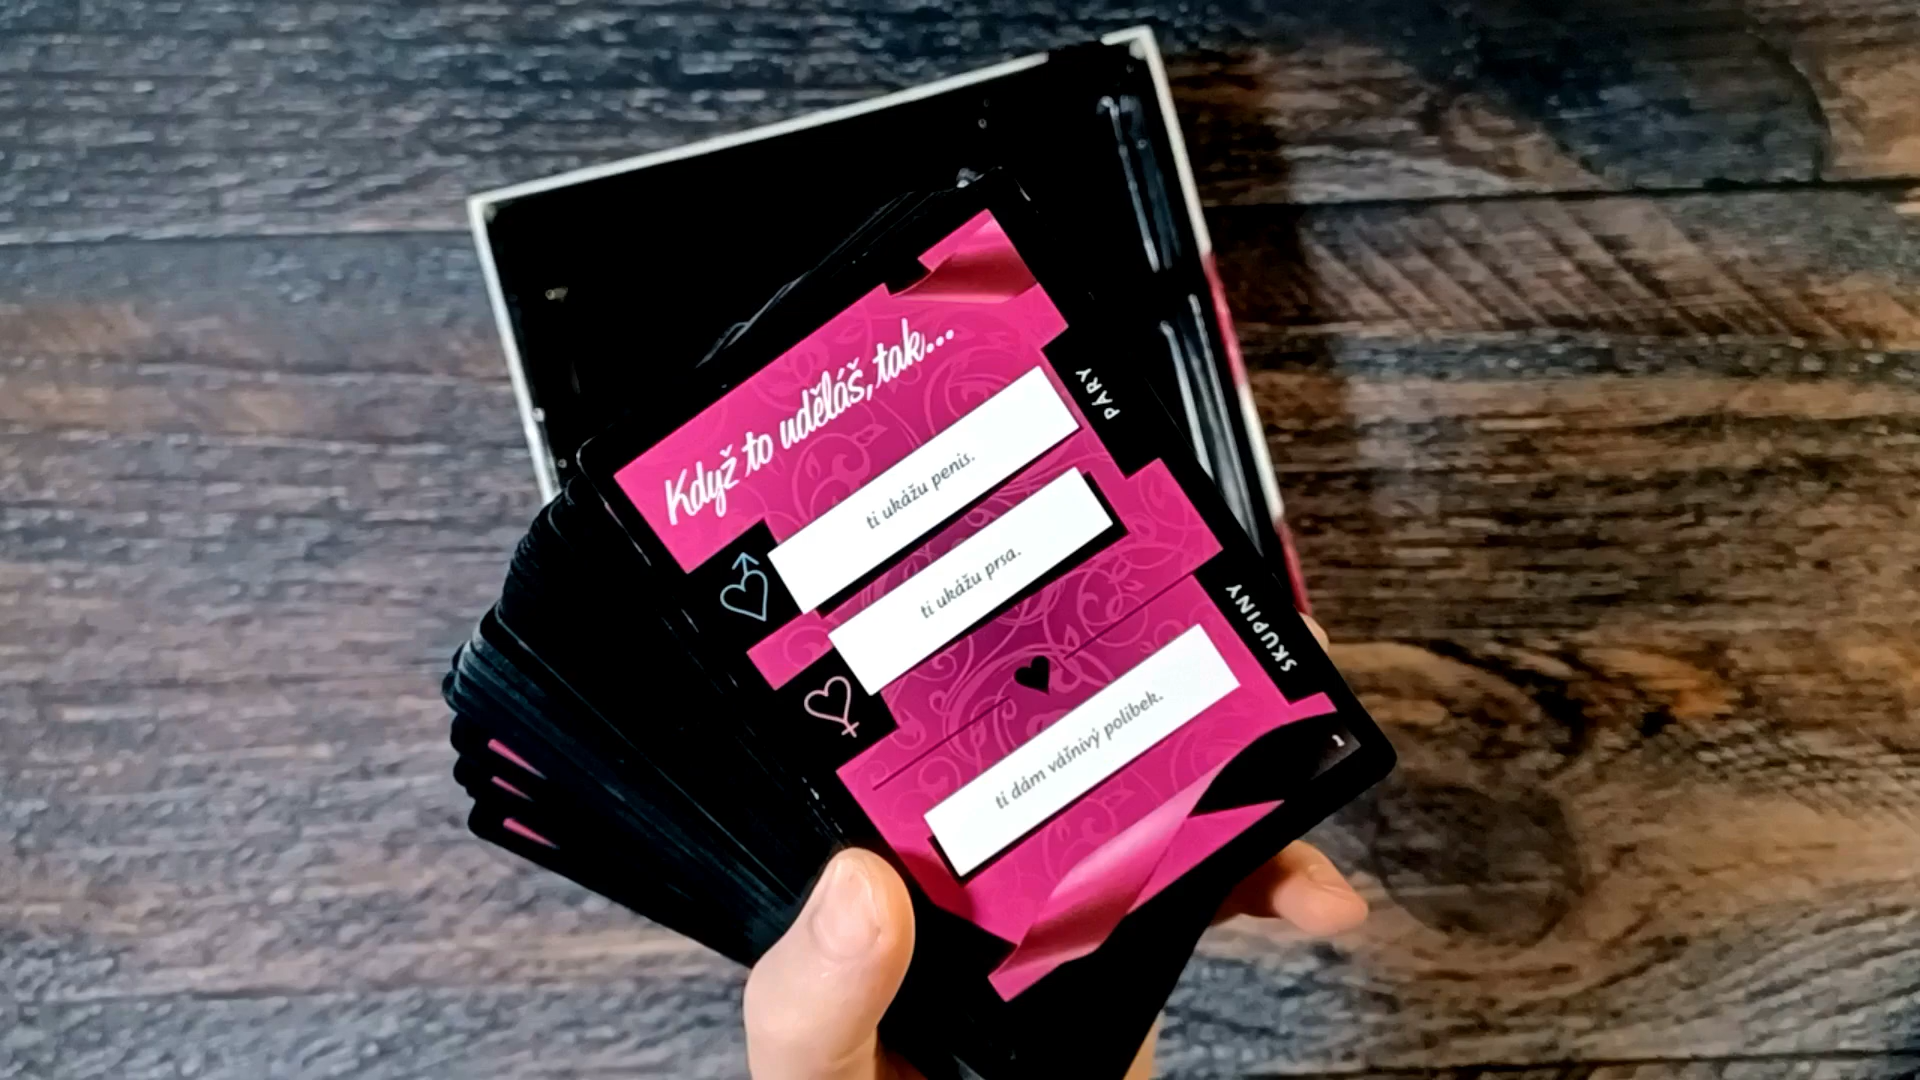 Když to uděláš, tak...
PÁRY
ti ukážu penis.
ti ukážu prsa.
SKUPINY
ti dám vášnivý polibek.